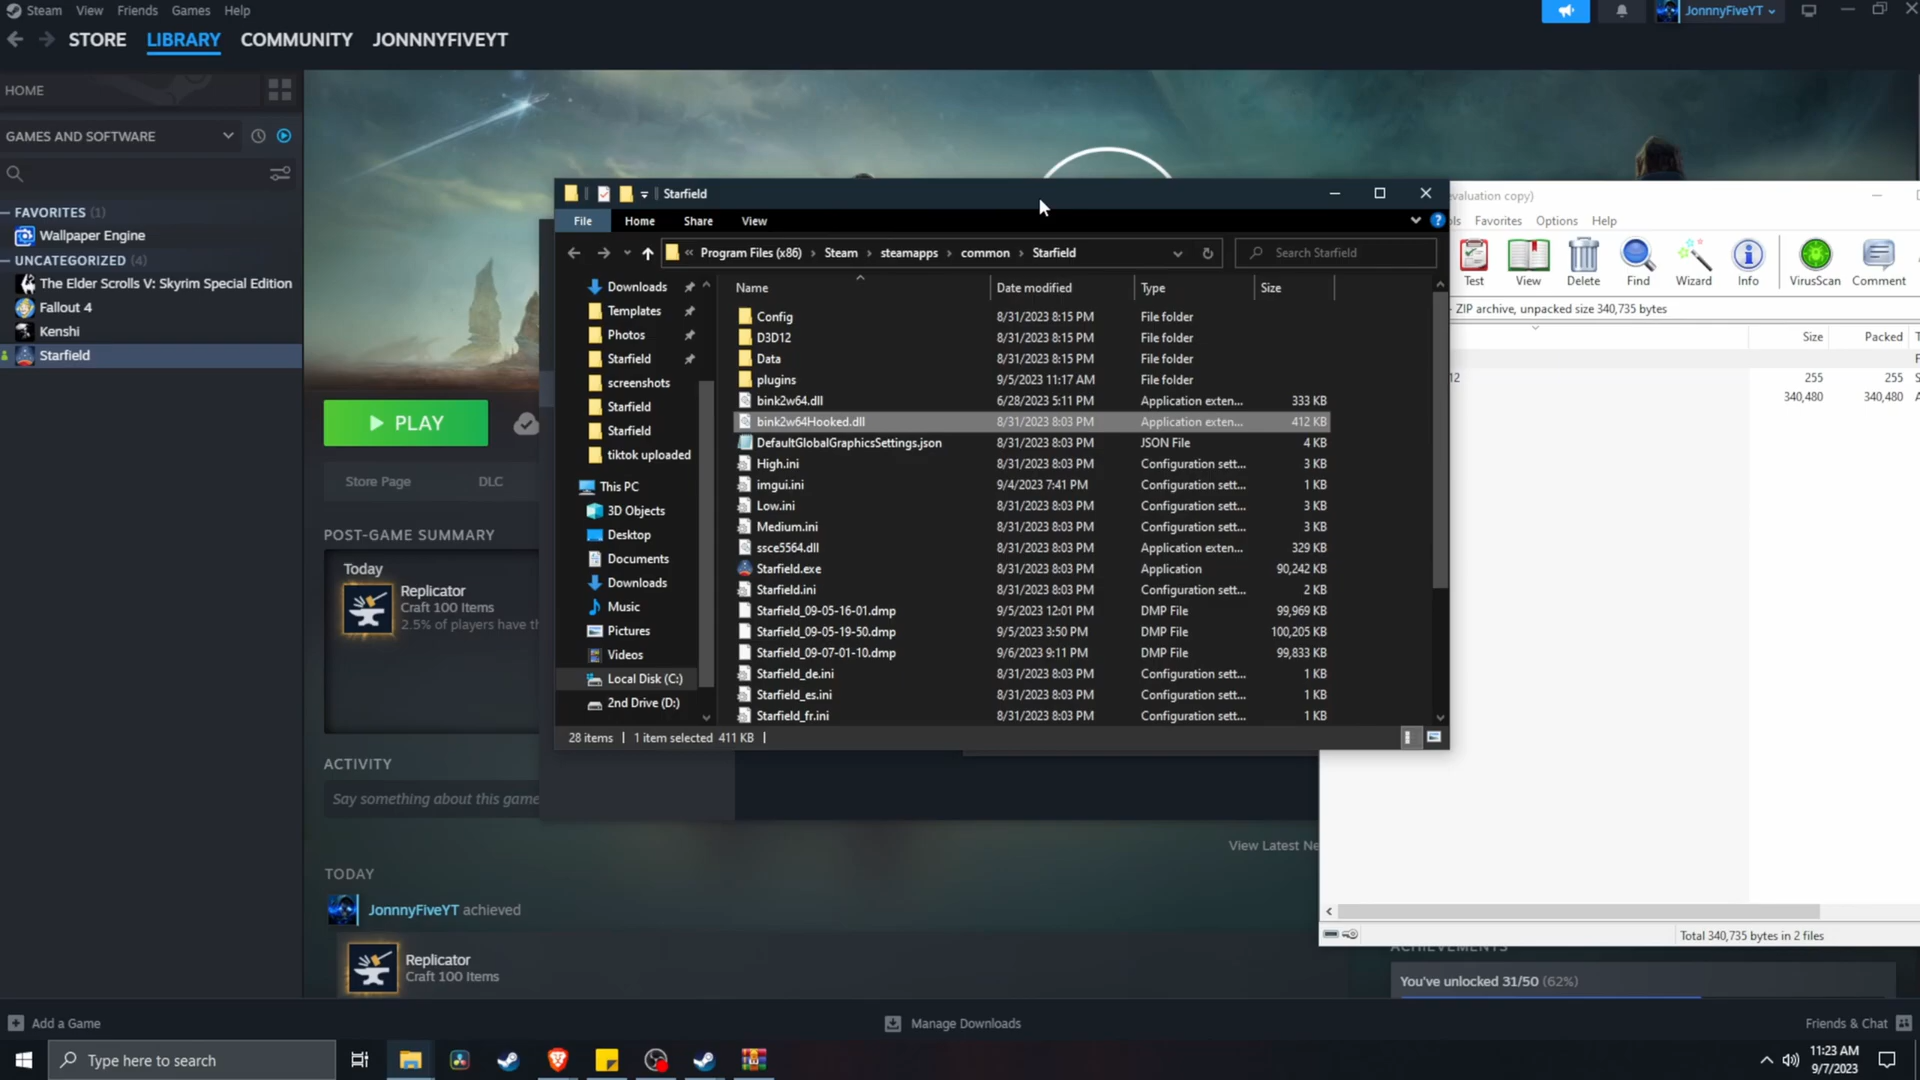 Steam View Friends Games Help
JonnnyFiveYT
STORE LIBRARY COMMUNITY JONNNYFIVEYT
HOME
GAMES AND SOFTWARE
FAVORITES (1)
Wallpaper Engine
UNCATEGORIZED (4)
The Elder Scrolls V: Skyrim Special Edition
Fallout 4
Kenshi
Starfield
PLAY
Store Page DLC
POST-GAME SUMMARY
Today
Replicator
Craft 100 Items
2.5% of players have th
ACTIVITY
Say something about this game
TODAY
JonnnyFiveYT achieved
Replicator
Craft 100 Items
View Latest Ne
Starfield
File Home Share View
« Program Files (x86) › Steam › steamapps › common › Starfield
Search Starfield
Downloads
Templates
Photos
Starfield
screenshots
Starfield
Starfield
tiktok uploaded
This PC
3D Objects
Desktop
Documents
Downloads
Music
Pictures
Videos
Local Disk (C:)
2nd Drive (D:)
Name Date modified Type Size
Config 8/31/2023 8:15 PM File folder
D3D12 8/31/2023 8:15 PM File folder
Data 8/31/2023 8:15 PM File folder
plugins 9/5/2023 11:17 AM File folder
bink2w64.dll 6/28/2023 5:11 PM Application exten... 333 KB
bink2w64Hooked.dll 8/31/2023 8:03 PM Application exten... 412 KB
DefaultGlobalGraphicsSettings.json 8/31/2023 8:03 PM JSON File 4 KB
High.ini 8/31/2023 8:03 PM Configuration sett... 3 KB
imgui.ini 9/4/2023 7:41 PM Configuration sett... 1 KB
Low.ini 8/31/2023 8:03 PM Configuration sett... 3 KB
Medium.ini 8/31/2023 8:03 PM Configuration sett... 3 KB
ssce5564.dll 8/31/2023 8:03 PM Application exten... 329 KB
Starfield.exe 8/31/2023 8:03 PM Application 90,242 KB
Starfield.ini 8/31/2023 8:03 PM Configuration sett... 2 KB
Starfield_09-05-16-01.dmp 9/5/2023 12:01 PM DMP File 99,969 KB
Starfield_09-05-19-50.dmp 9/5/2023 3:50 PM DMP File 100,205 KB
Starfield_09-07-01-10.dmp 9/6/2023 9:11 PM DMP File 99,833 KB
Starfield_de.ini 8/31/2023 8:03 PM Configuration sett... 1 KB
Starfield_es.ini 8/31/2023 8:03 PM Configuration sett... 1 KB
Starfield_fr.ini 8/31/2023 8:03 PM Configuration sett... 1 KB
28 items 1 item selected 411 KB
evaluation copy)
ols Favorites Options Help
Test View Delete Find Wizard Info VirusScan Comment
- ZIP archive, unpacked size 340,735 bytes
Size Packed T
F
12 255 255 S
340,480 340,480 A
Total 340,735 bytes in 2 files
ACHIEVEMENTS
You've unlocked 31/50 (62%)
Add a Game
Manage Downloads
Friends & Chat
Type here to search
11:23 AM
9/7/2023